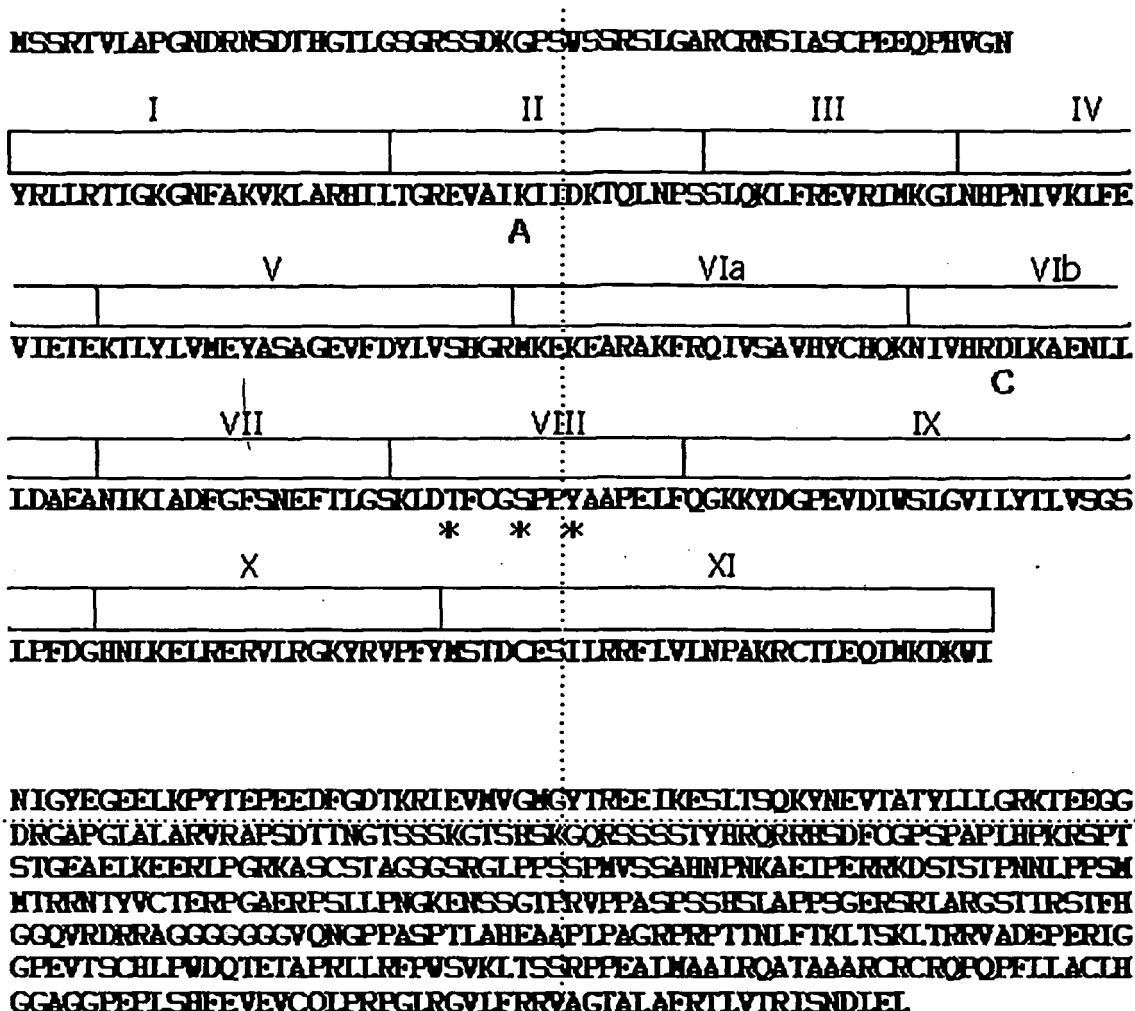 MSSRTVLAPGNDRNSDTHGTLGSGRSSDKGPSWSSRSLGARCRNSIASCPEEQPHVGN
I II III IV
YRLLRTIGKGNFAKVKLARHILTGREVAIKIIDKTQLNPSSLQKLFREVRIMKGLNHPNIVKLFE
A
V VIa VIb
VIETEKTLYLVMEYASAGEVFDYLVSHGRMKEKEARAKFRQIVSAVHYCHQKNIVHRDLKAENLL
C
VII VIII IX
LDAEANIKIADFGFSNEFTLGSKLDTFCGSPPYAAPELFQGKKYDGPEVDIWSLGVILYTLVSGS
* * *
X XI
LPFDGHNLKELRERVLRGKYRVPFYMSTDCESILRRFLVLNPAKRCTLEQIMKDKWI
NIGYEGEELKPYTEPEEDFGDTKRIEVMVGMGYTREEIKESLTSQKYNEVTATYLLLGRKTEEGG
DRGAPGLALARVRAPSDTTNGTSSSKGTSHSKGQRSSSSTYHRQRRHSDFCGPSPAPLHPKRSPT
STGEAELKEERLPGRKASCSTAGSGSRGLPPSSPMVSSAHNPNKAEIPERRKDSTSTPNNLPPSM
MTRRNTYVCTERPGAERPSLLPNGKENSSGTPRVPPASPSSHSLAPPSGERSRLARGSTIRSTFH
GGQVRDRRAGGGGGGGVQNGPPASPTLAHEAAPLPAGRPRPTTNLFTKLTSKLTRRVADEPERIG
GPEVTSCHLPWDQTETAPRLLRFPWSVKLTSSRPPEALMAALRQATAAARCRCRQPQPFLLACLH
GGAGGPEPLSHFEVEVCQLPRPGLRGVLFRRVAGTALAFRTLVTRISNDLEL